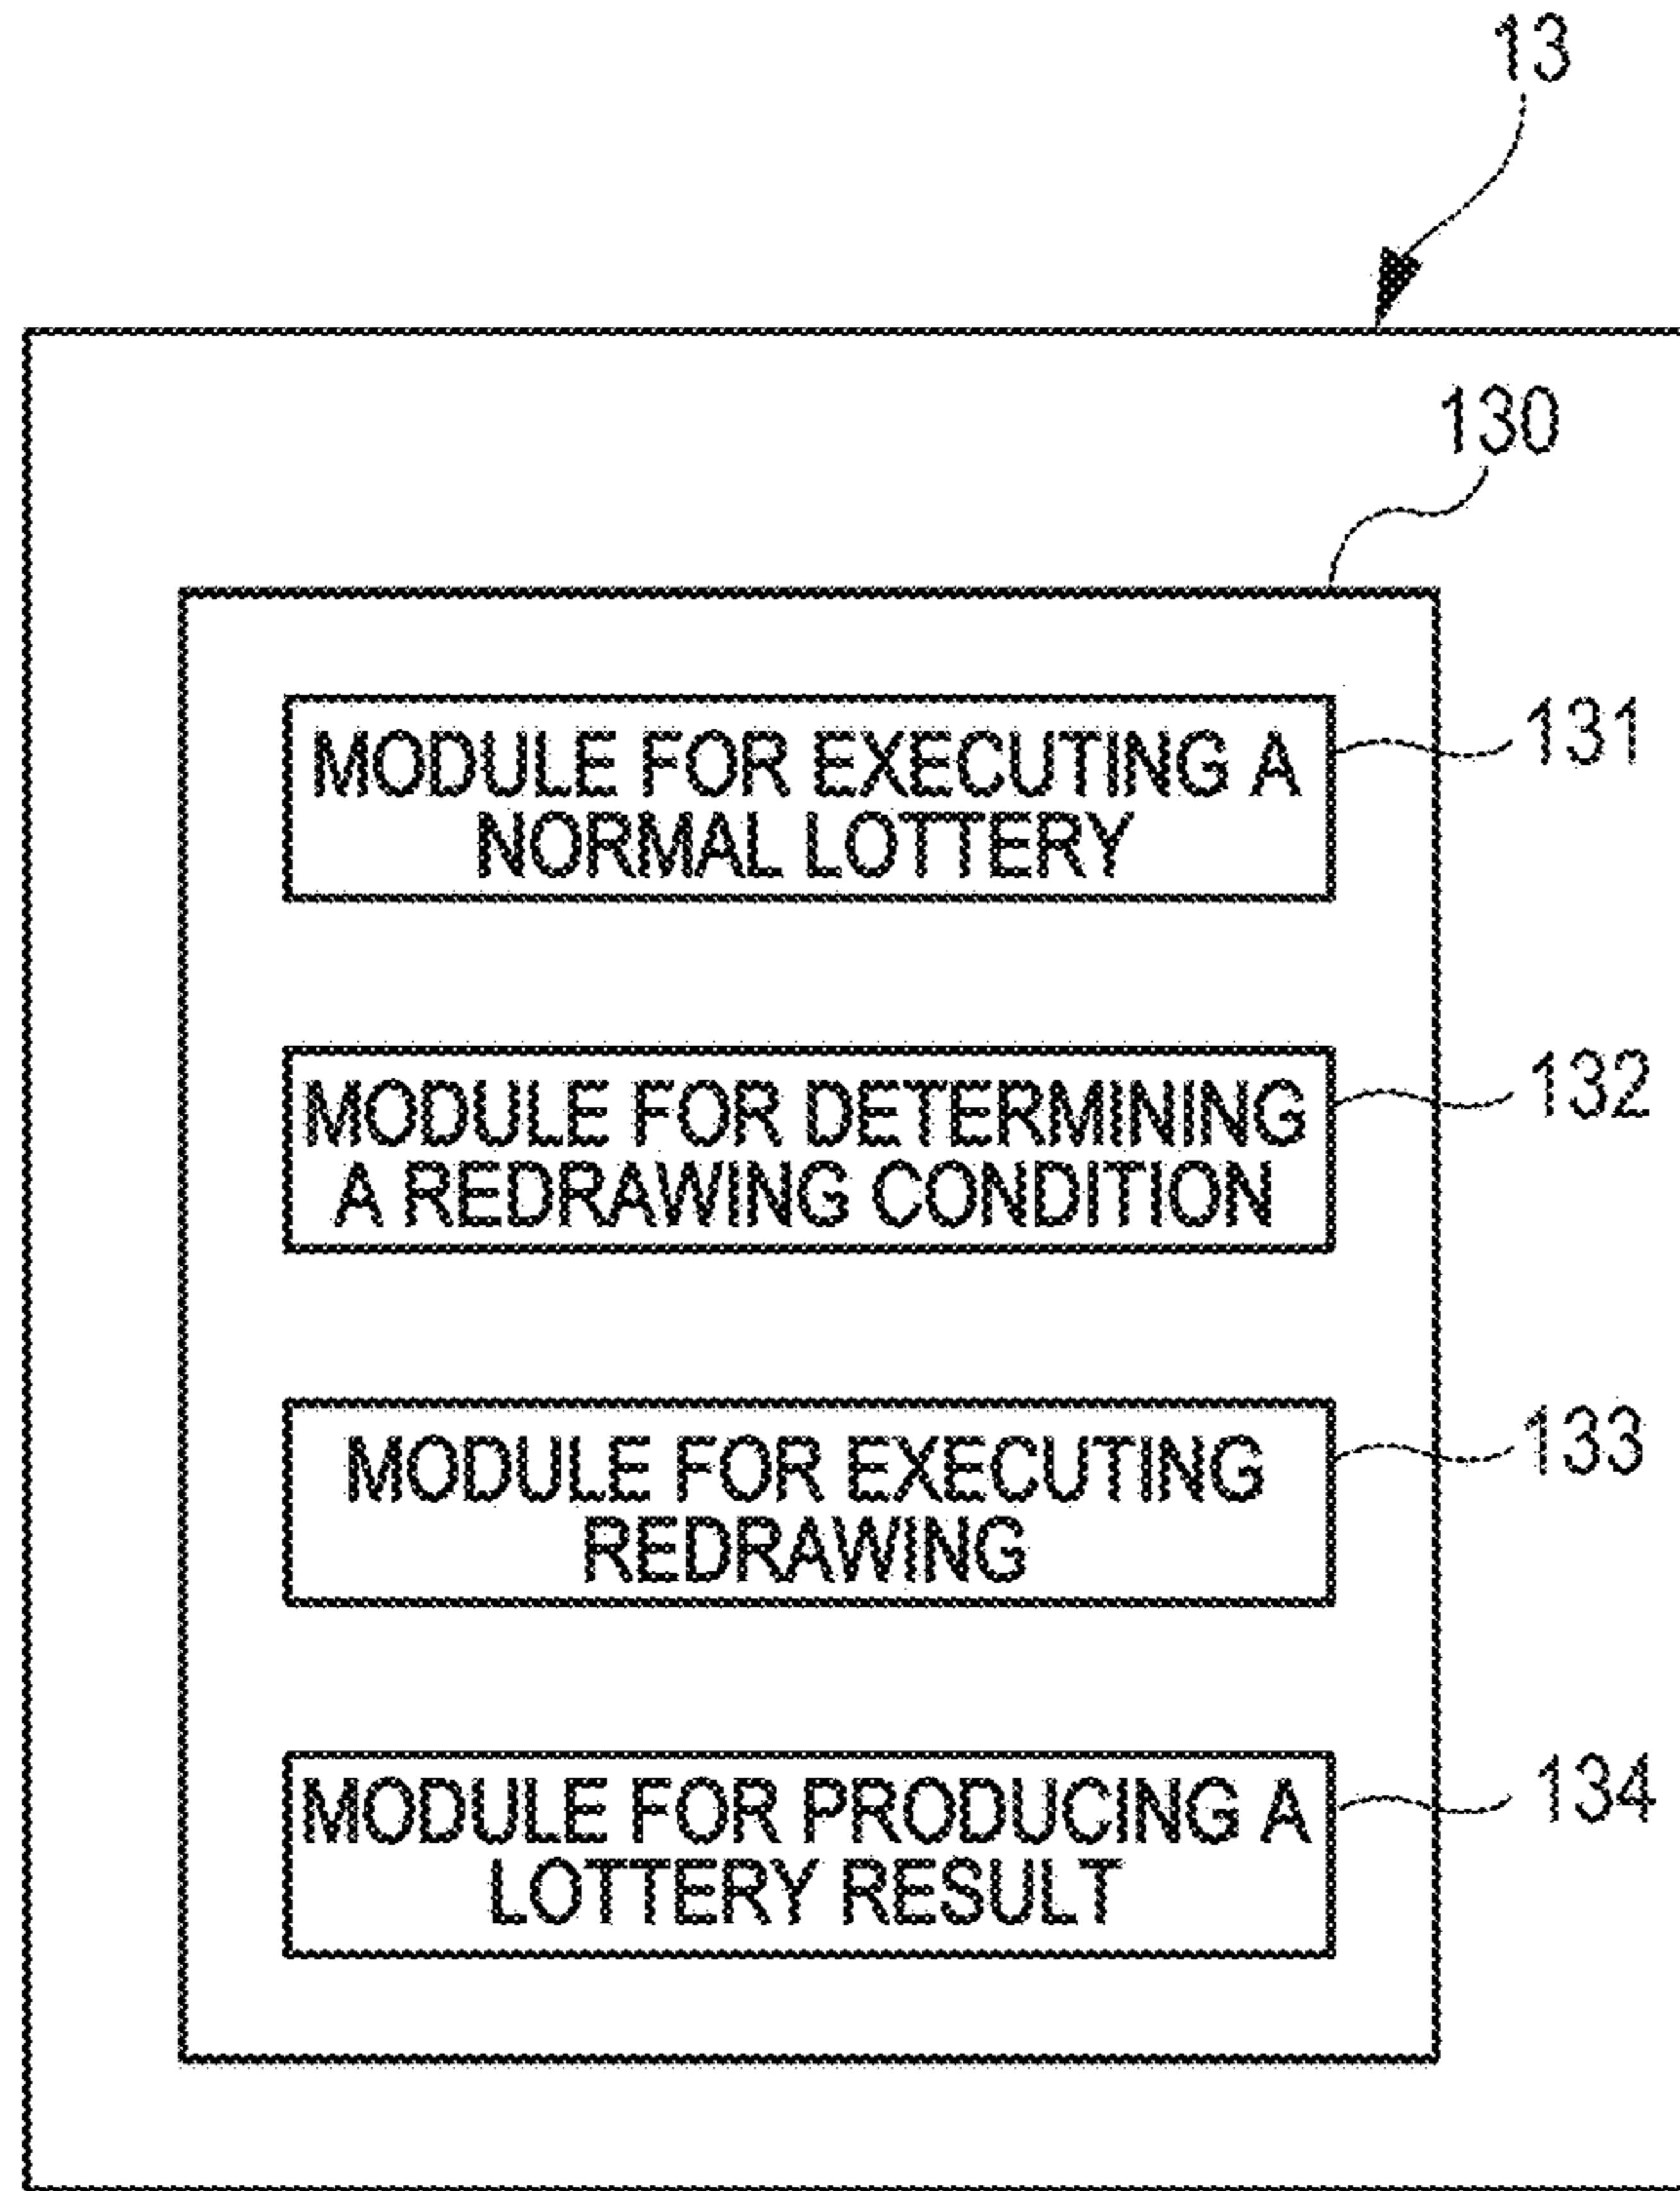 13
130
MODULE FOR EXECUTING A
NORMAL LOTTERY
131
MODULE FOR DETERMINING
A REDRAWING CONDITION
132
MODULE FOR EXECUTING
REDRAWING
133
MODULE FOR PRODUCING A
LOTTERY RESULT
134